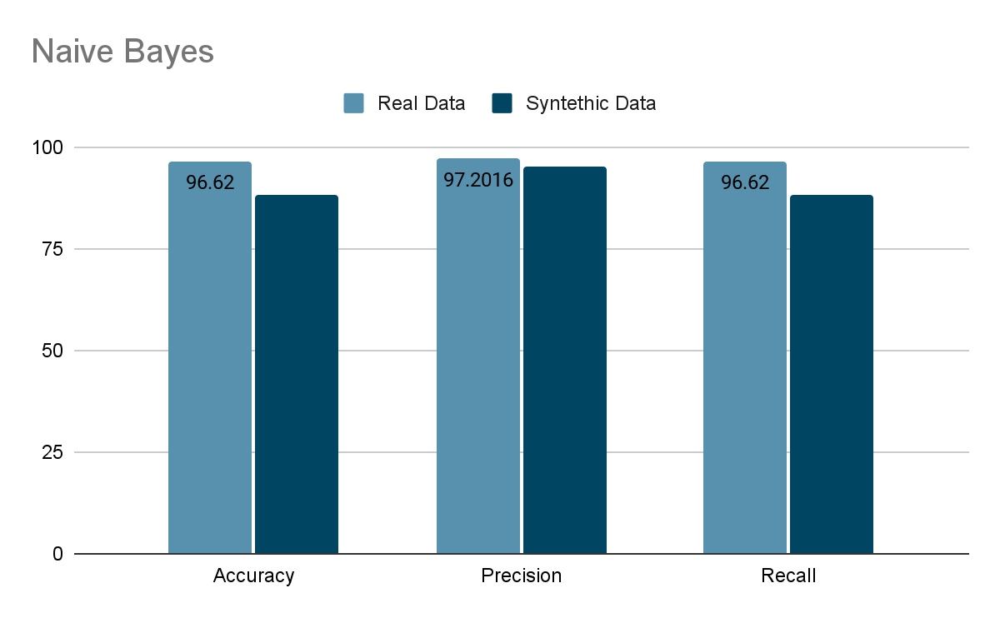 Naive Bayes
Real Data Syntethic Data
100
96.62 97.2016 96.62
75
50
25
0
Accuracy Precision Recall